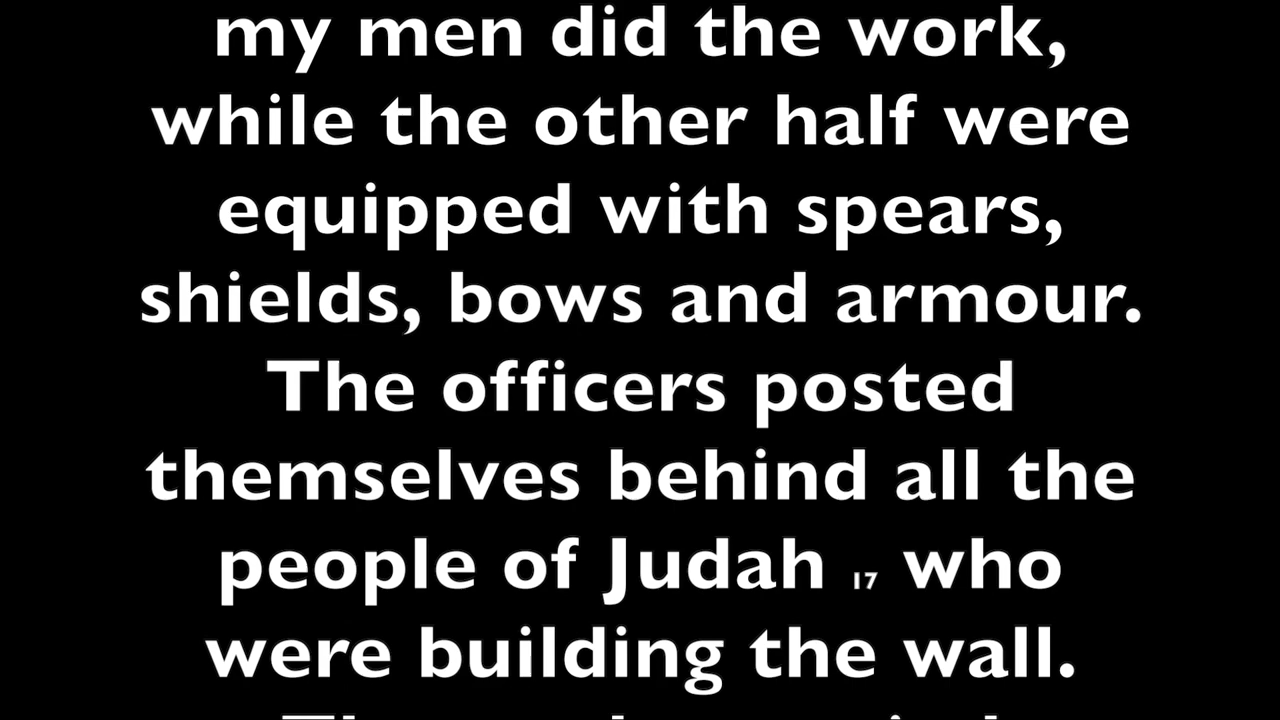 my men did the work,
while the other half were
equipped with spears,
shields, bows and armour.
The officers posted
themselves behind all the
people of Judah 17 who
were building the wall.